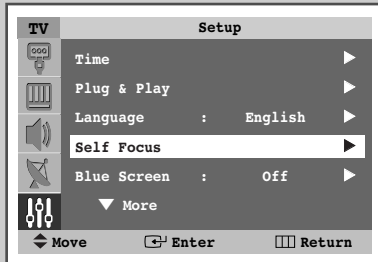 TV Setup
Time
Plug & Play
Language : English
Self Focus
Blue Screen : Off
More
Move Enter Return